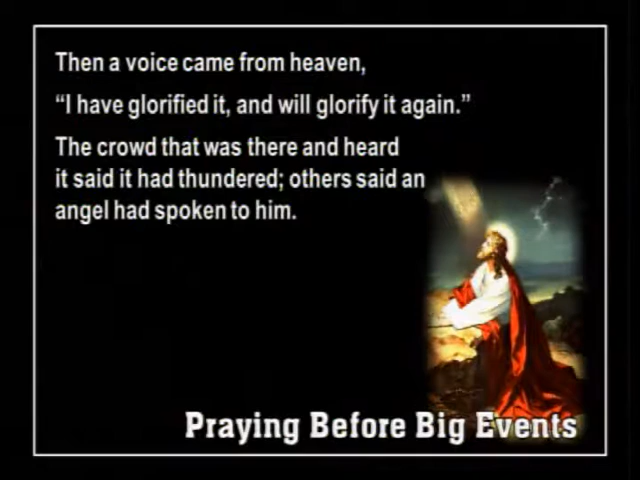 Then a voice came from heaven,
“I have glorified it, and will glorify it again.”
The crowd that was there and heard
it said it had thundered; others said an
angel had spoken to him.
Praying Before Big Events